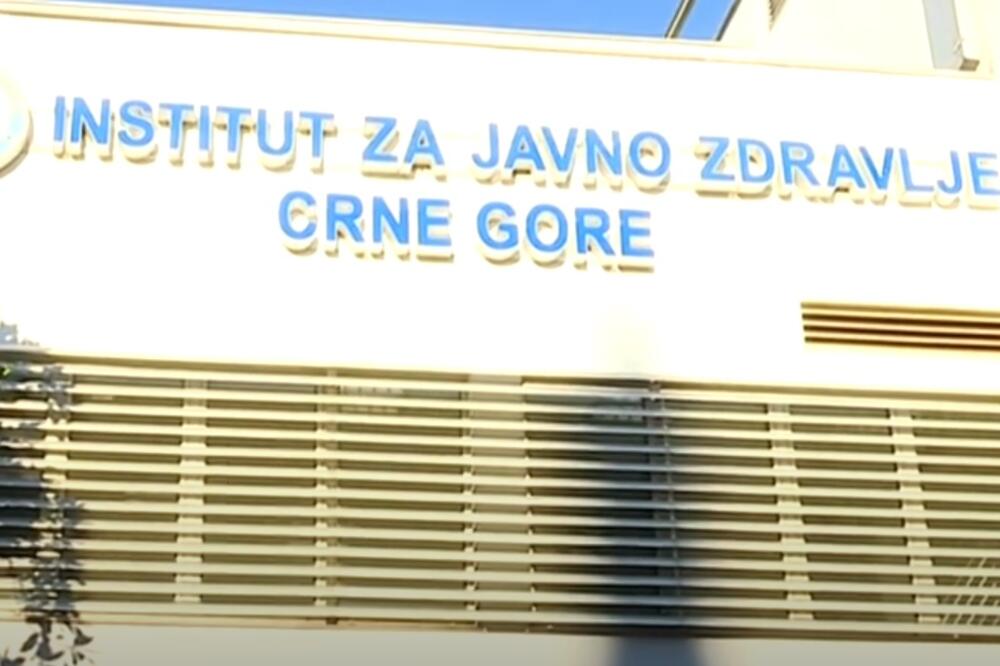 INSTITUT ZA JAVNO ZDRAVLJE
CRNE GORE